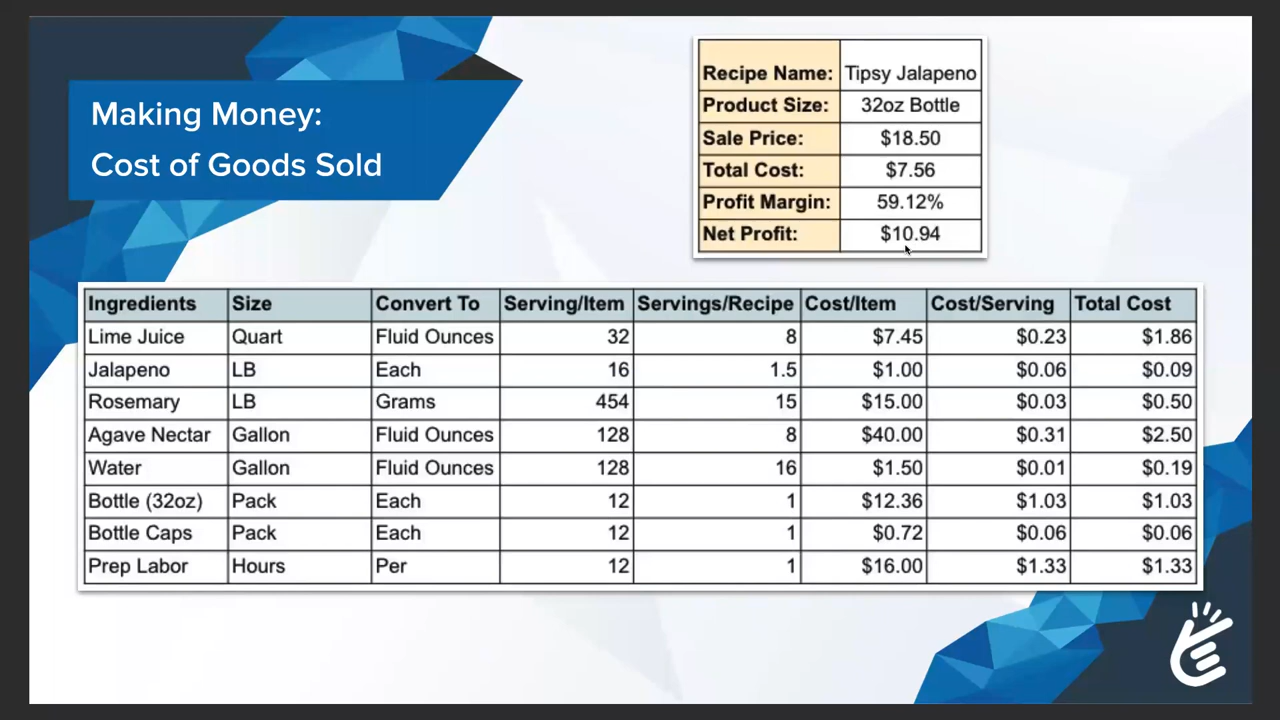 Making Money:
Cost of Goods Sold
Recipe Name: Tipsy Jalapeno
Product Size: 32oz Bottle
Sale Price: $18.50
Total Cost: $7.56
Profit Margin: 59.12%
Net Profit: $10.94
Ingredients Size Convert To Serving/Item Servings/Recipe Cost/Item Cost/Serving Total Cost
Lime Juice Quart Fluid Ounces 32 8 $7.45 $0.23 $1.86
Jalapeno LB Each 16 1.5 $1.00 $0.06 $0.09
Rosemary LB Grams 454 15 $15.00 $0.03 $0.50
Agave Nectar Gallon Fluid Ounces 128 8 $40.00 $0.31 $2.50
Water Gallon Fluid Ounces 128 16 $1.50 $0.01 $0.19
Bottle (32oz) Pack Each 12 1 $12.36 $1.03 $1.03
Bottle Caps Pack Each 12 1 $0.72 $0.06 $0.06
Prep Labor Hours Per 12 1 $16.00 $1.33 $1.33